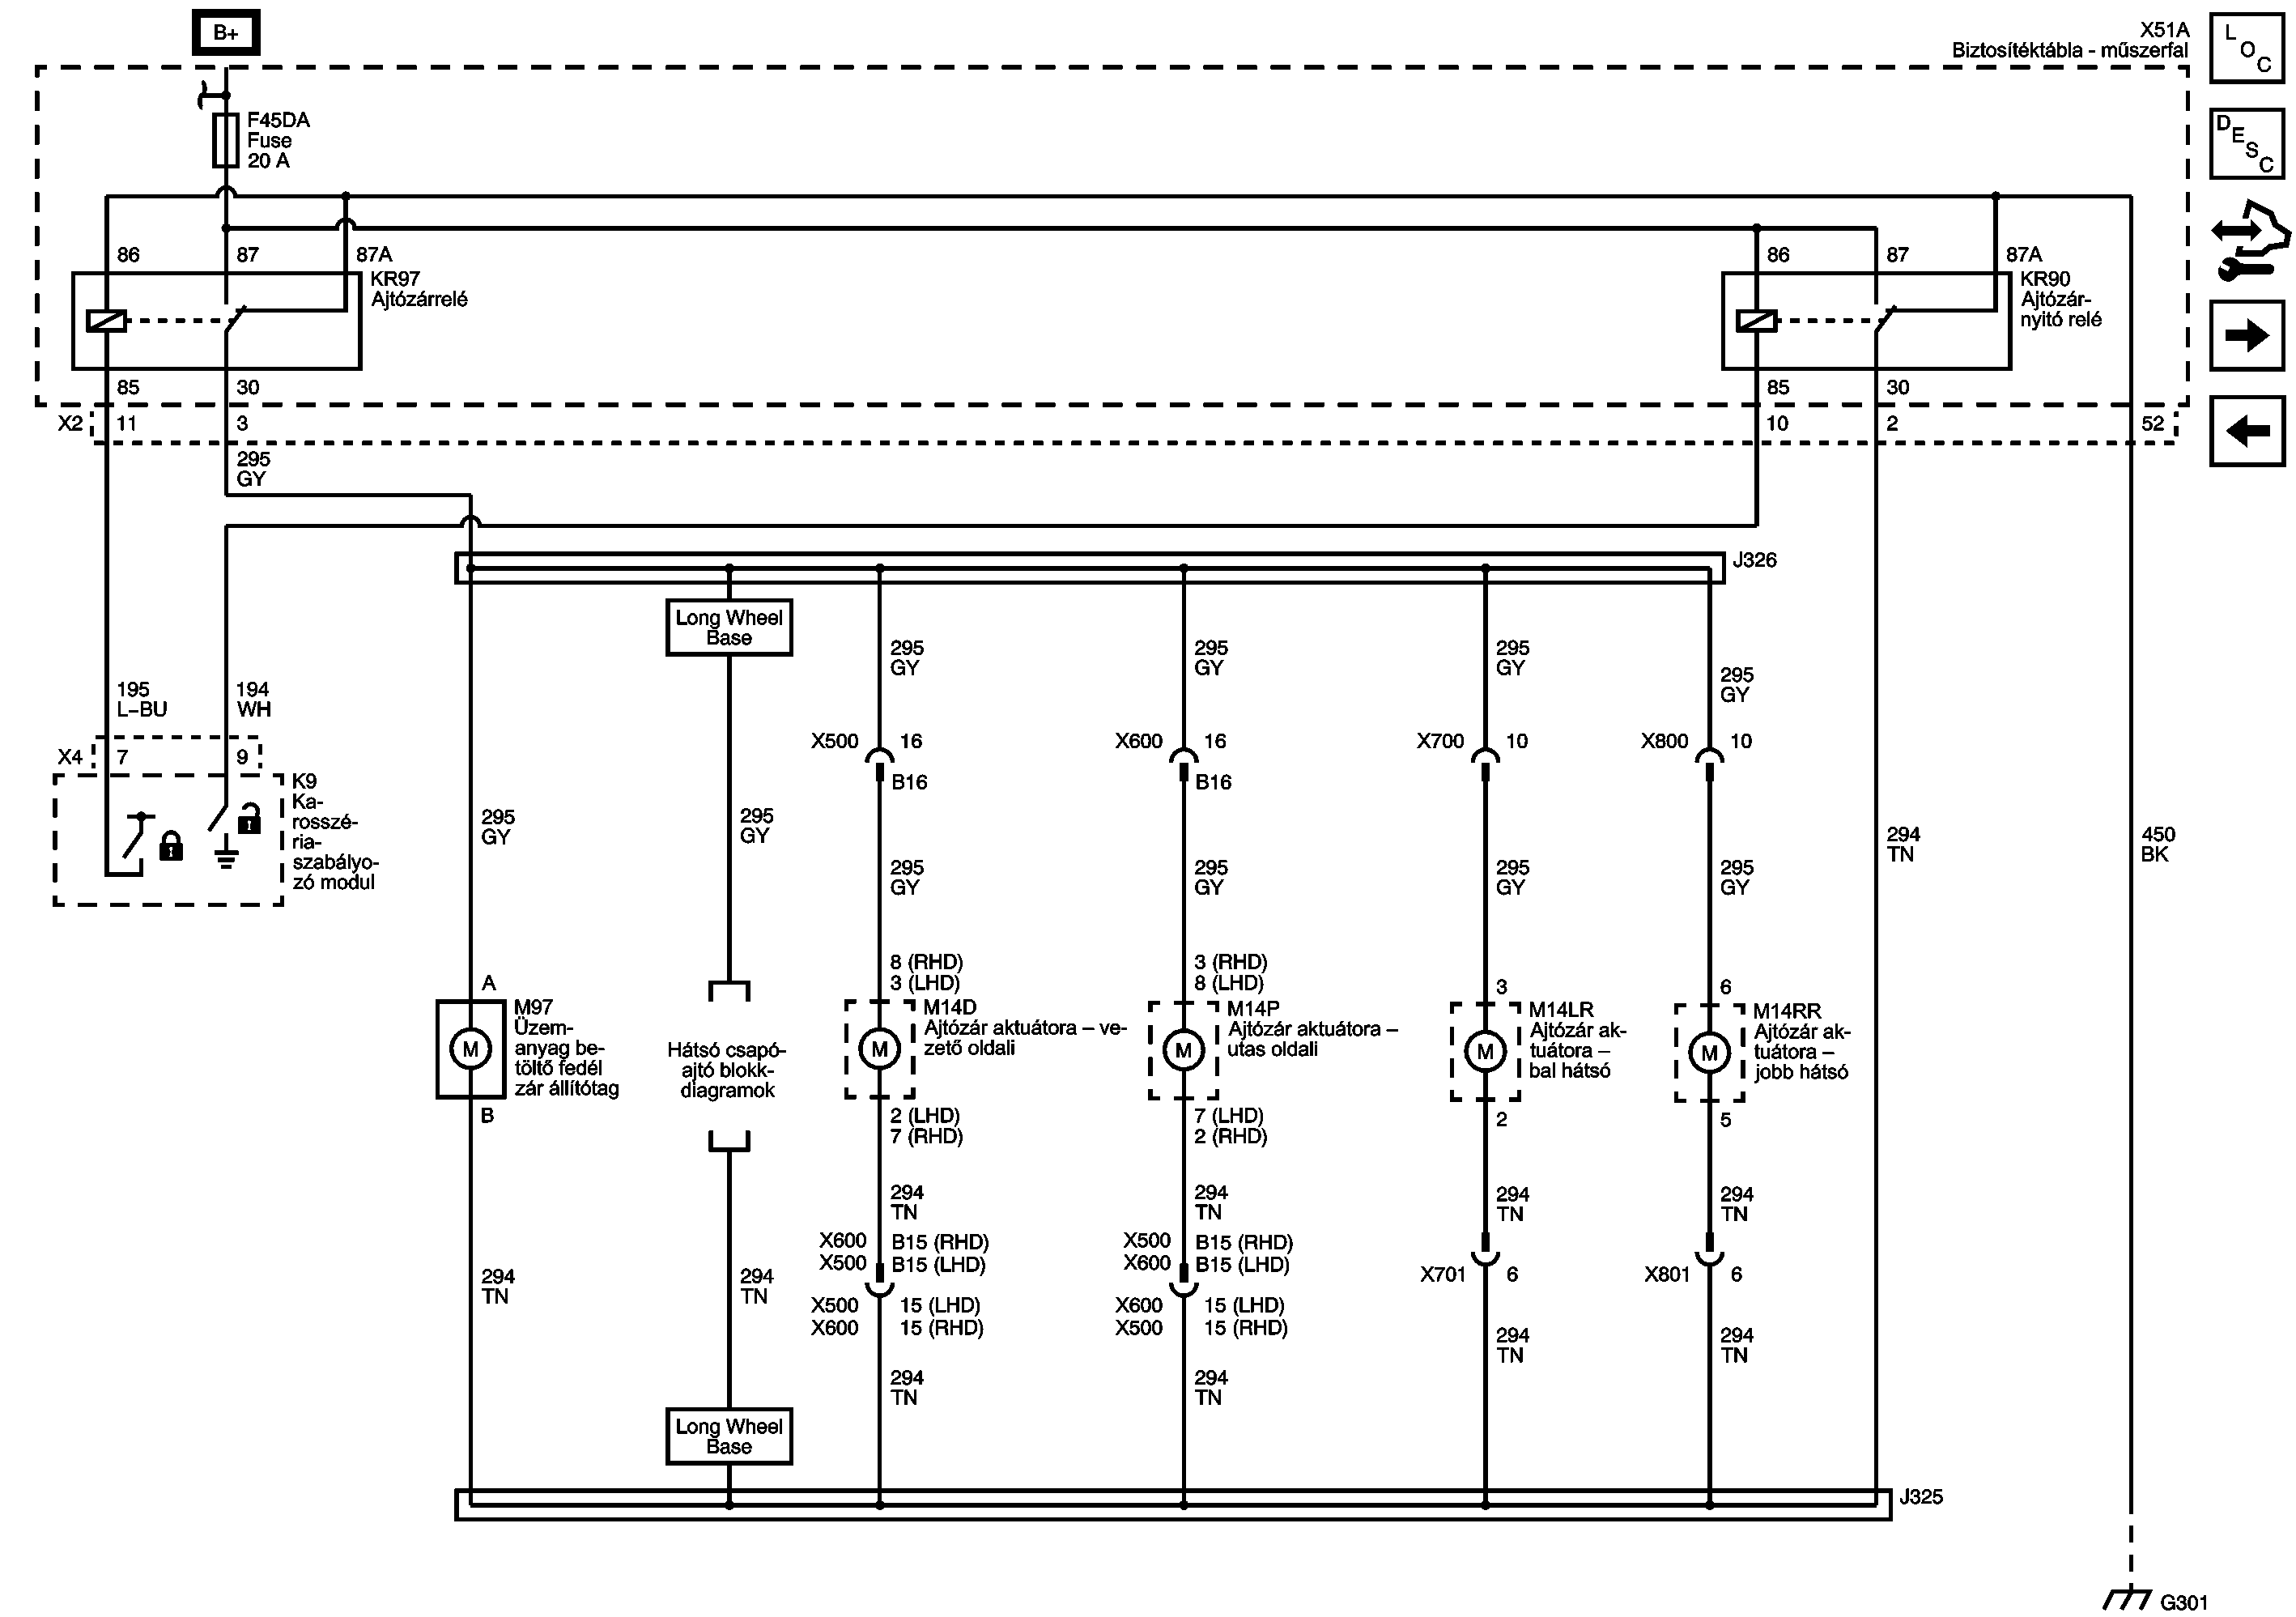 B+
X51A
Biztosítéktábla - műszerfal
L
O
C
D
E
S
C
F45DA
Fuse
20 A
86
87
87A
KR97
Ajtózárrelé
86
87
87A
KR90
Ajtózár-
nyitó relé
85
30
85
30
X2
11
3
10
2
52
295
GY
J326
Long Wheel
Base
295
GY
295
GY
295
GY
295
GY
195
L–BU
194
WH
X500
16
B16
X600
16
B16
X700
10
X800
10
X4
7
9
K9
Ka-
rosszé-
ria-
szabályo-
zó modul
295
GY
295
GY
295
GY
295
GY
295
GY
295
GY
294
TN
450
BK
A
M97
Üzem-
anyag be-
töltő fedél
zár állítótag
B
Hátsó csapó-
ajtó blokk-
diagramok
8 (RHD)
3 (LHD)
M14D
Ajtózár aktuátora – ve-
zető oldali
2 (LHD)
7 (RHD)
3 (RHD)
8 (LHD)
M14P
Ajtózár aktuátora –
utas oldali
7 (LHD)
2 (RHD)
3
M14LR
Ajtózár ak-
tuátora –
bal hátsó
2
6
M14RR
Ajtózár ak-
tuátora –
jobb hátsó
5
294
TN
294
TN
294
TN
294
TN
X600
B15 (RHD)
X500
B15 (LHD)
X500
15 (LHD)
X600
15 (RHD)
X500
B15 (RHD)
X600
B15 (LHD)
X600
15 (LHD)
X500
15 (RHD)
X701
6
X801
6
294
TN
294
TN
294
TN
294
TN
294
TN
294
TN
Long Wheel
Base
J325
G301
M
M
M
M
M